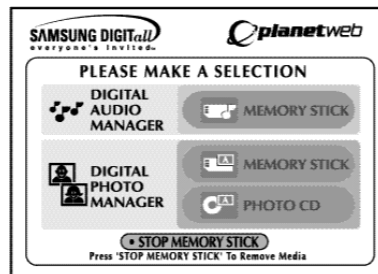 SAMSUNG DIGITall
everyone's invited™
planetweb
PLEASE MAKE A SELECTION
DIGITAL
AUDIO
MANAGER
MEMORY STICK
DIGITAL
PHOTO
MANAGER
MEMORY STICK
PHOTO CD
• STOP MEMORY STICK
Press 'STOP MEMORY STICK' To Remove Media